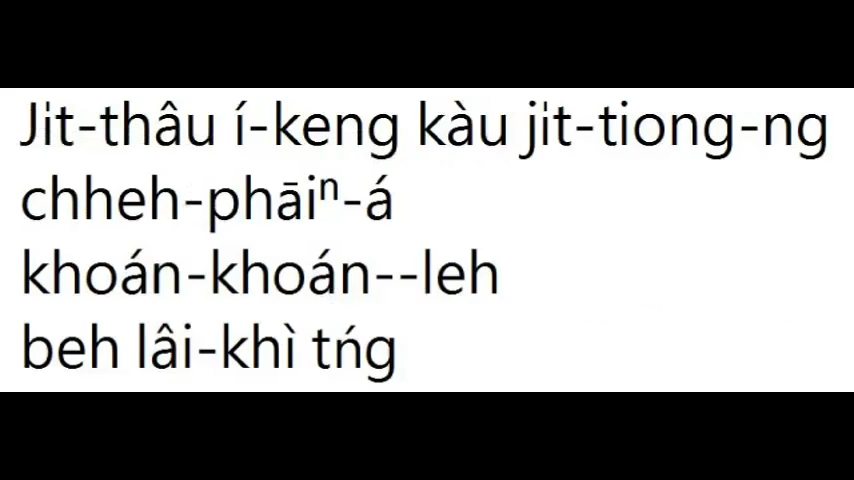 Ji̍t-thâu í-keng kàu ji̍t-tiong-ng
chheh-phāiⁿ-á
khoán-khoán--leh
beh lâi-khì tńg